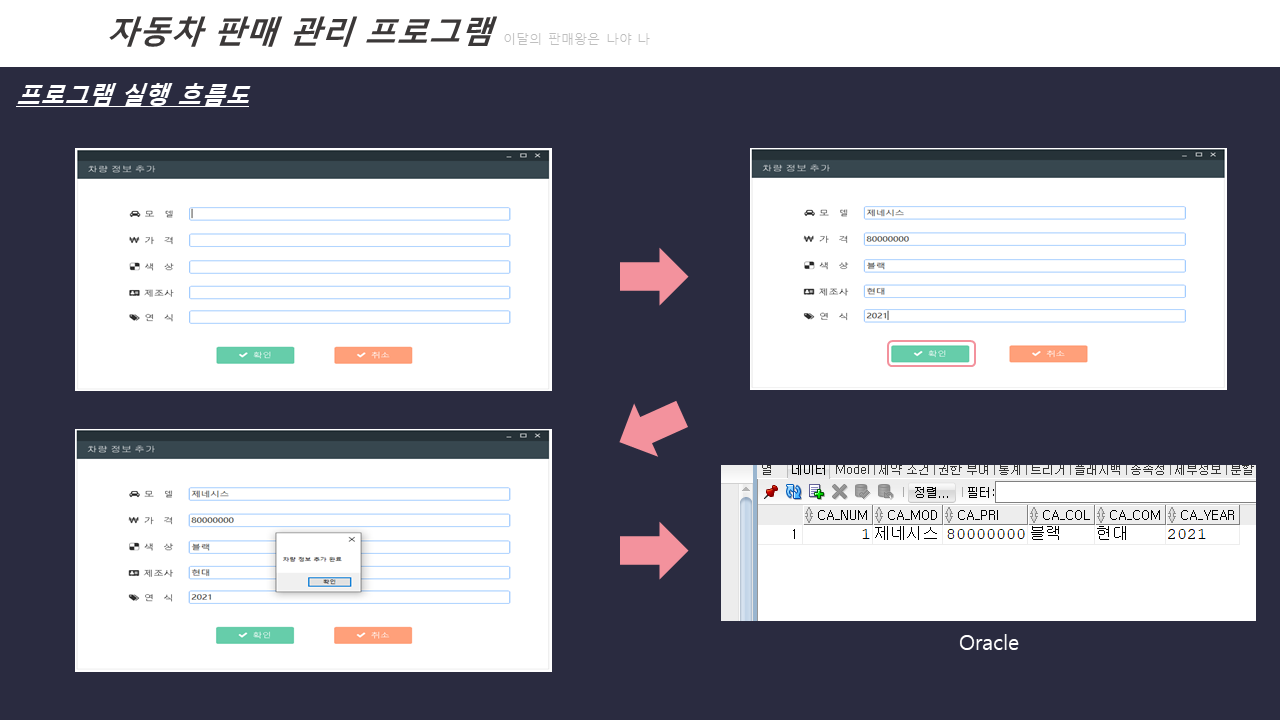 자동차 판매 관리 프로그램 이달의 판매왕은 나야 나
프로그램 실행 흐름도
차량 정보 추가
모 델
가 격
색 상
제조사
연 식
확인 취소
차량 정보 추가
모 델 제네시스
가 격 80000000
색 상 블랙
제조사 현대
연 식 2021
확인 취소
차량 정보 추가
모 델 제네시스
가 격 80000000
색 상 블랙
제조사 현대
연 식 2021
차량 정보 추가 완료
확인
확인 취소
열 데이터 Model 제약 조건 권한 부여 통계 트리거 플래시백 종속성 세부정보 분할
정렬... 필터:
CA_NUM CA_MOD CA_PRI CA_COL CA_COM CA_YEAR
1 1 제네시스 80000000 블랙 현대 2021
Oracle